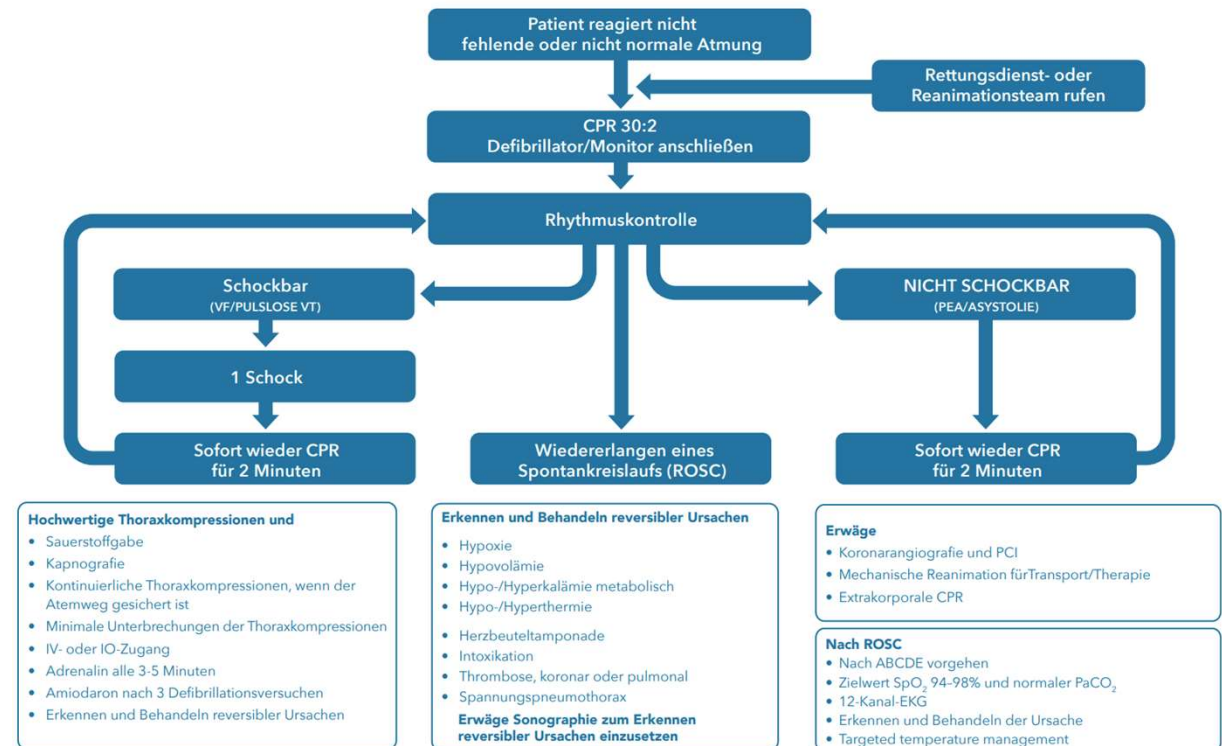 Patient reagiert nicht
fehlende oder nicht normale Atmung
Rettungsdienst- oder
Reanimationsteam rufen
CPR 30:2
Defibrillator/Monitor anschließen
Rhythmuskontrolle
Schockbar
(VF/PULSLOSE VT)
NICHT SCHOCKBAR
(PEA/ASYSTOLIE)
1 Schock
Sofort wieder CPR
für 2 Minuten
Wiedererlangen eines
Spontankreislaufs (ROSC)
Sofort wieder CPR
für 2 Minuten
Hochwertige Thoraxkompressionen und
• Sauerstoffgabe
• Kapnografie
• Kontinuierliche Thoraxkompressionen, wenn der
Atemweg gesichert ist
• Minimale Unterbrechungen der Thoraxkompressionen
• IV- oder IO-Zugang
• Adrenalin alle 3-5 Minuten
• Amiodaron nach 3 Defibrillationsversuchen
• Erkennen und Behandeln reversibler Ursachen
Erkennen und Behandeln reversibler Ursachen
• Hypoxie
• Hypovolämie
• Hypo-/Hyperkalämie metabolisch
• Hypo-/Hyperthermie
• Herzbeuteltamponade
• Intoxikation
• Thrombose, koronar oder pulmonal
• Spannungspneumothorax
Erwäge Sonographie zum Erkennen
reversibler Ursachen einzusetzen
Erwäge
• Koronarangiografie und PCI
• Mechanische Reanimation fürTransport/Therapie
• Extrakorporale CPR
Nach ROSC
• Nach ABCDE vorgehen
• Zielwert SpO₂ 94–98% und normaler PaCO₂
• 12-Kanal-EKG
• Erkennen und Behandeln der Ursache
• Targeted temperature management